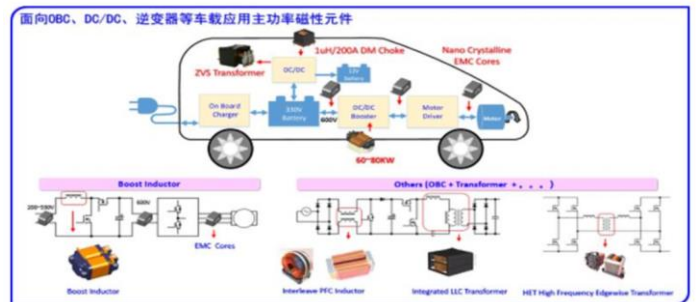 面向OBC、DC/DC、逆变器等车载应用主功率磁性元件
1uH/200A DM Choke
Nano Crystalline
EMC Cores
ZVS Transformer
DC/DC
12V
Battery
On Board
Charger
330V
Battery
600V
DC/DC
Booster
Motor
Driver
Motor
60~80KW
Boost Inductor
Others (OBC + Transformer +。。。)
600V
EMC Cores
Boost Inductor
Interleave PFC Inductor
Integrated LLC Transformer
HET High Frequency Edgewise Transformer